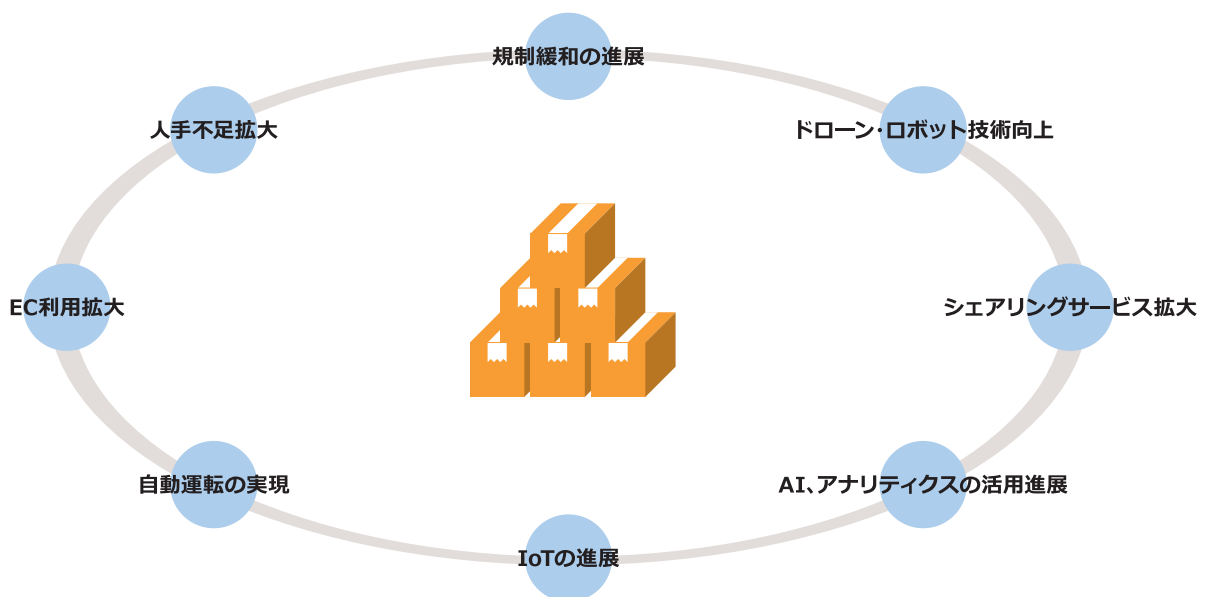 規制緩和の進展
人手不足拡大
ドローン・ロボット技術向上
EC利用拡大
シェアリングサービス拡大
自動運転の実現
AI、アナリティクスの活用進展
IoTの進展